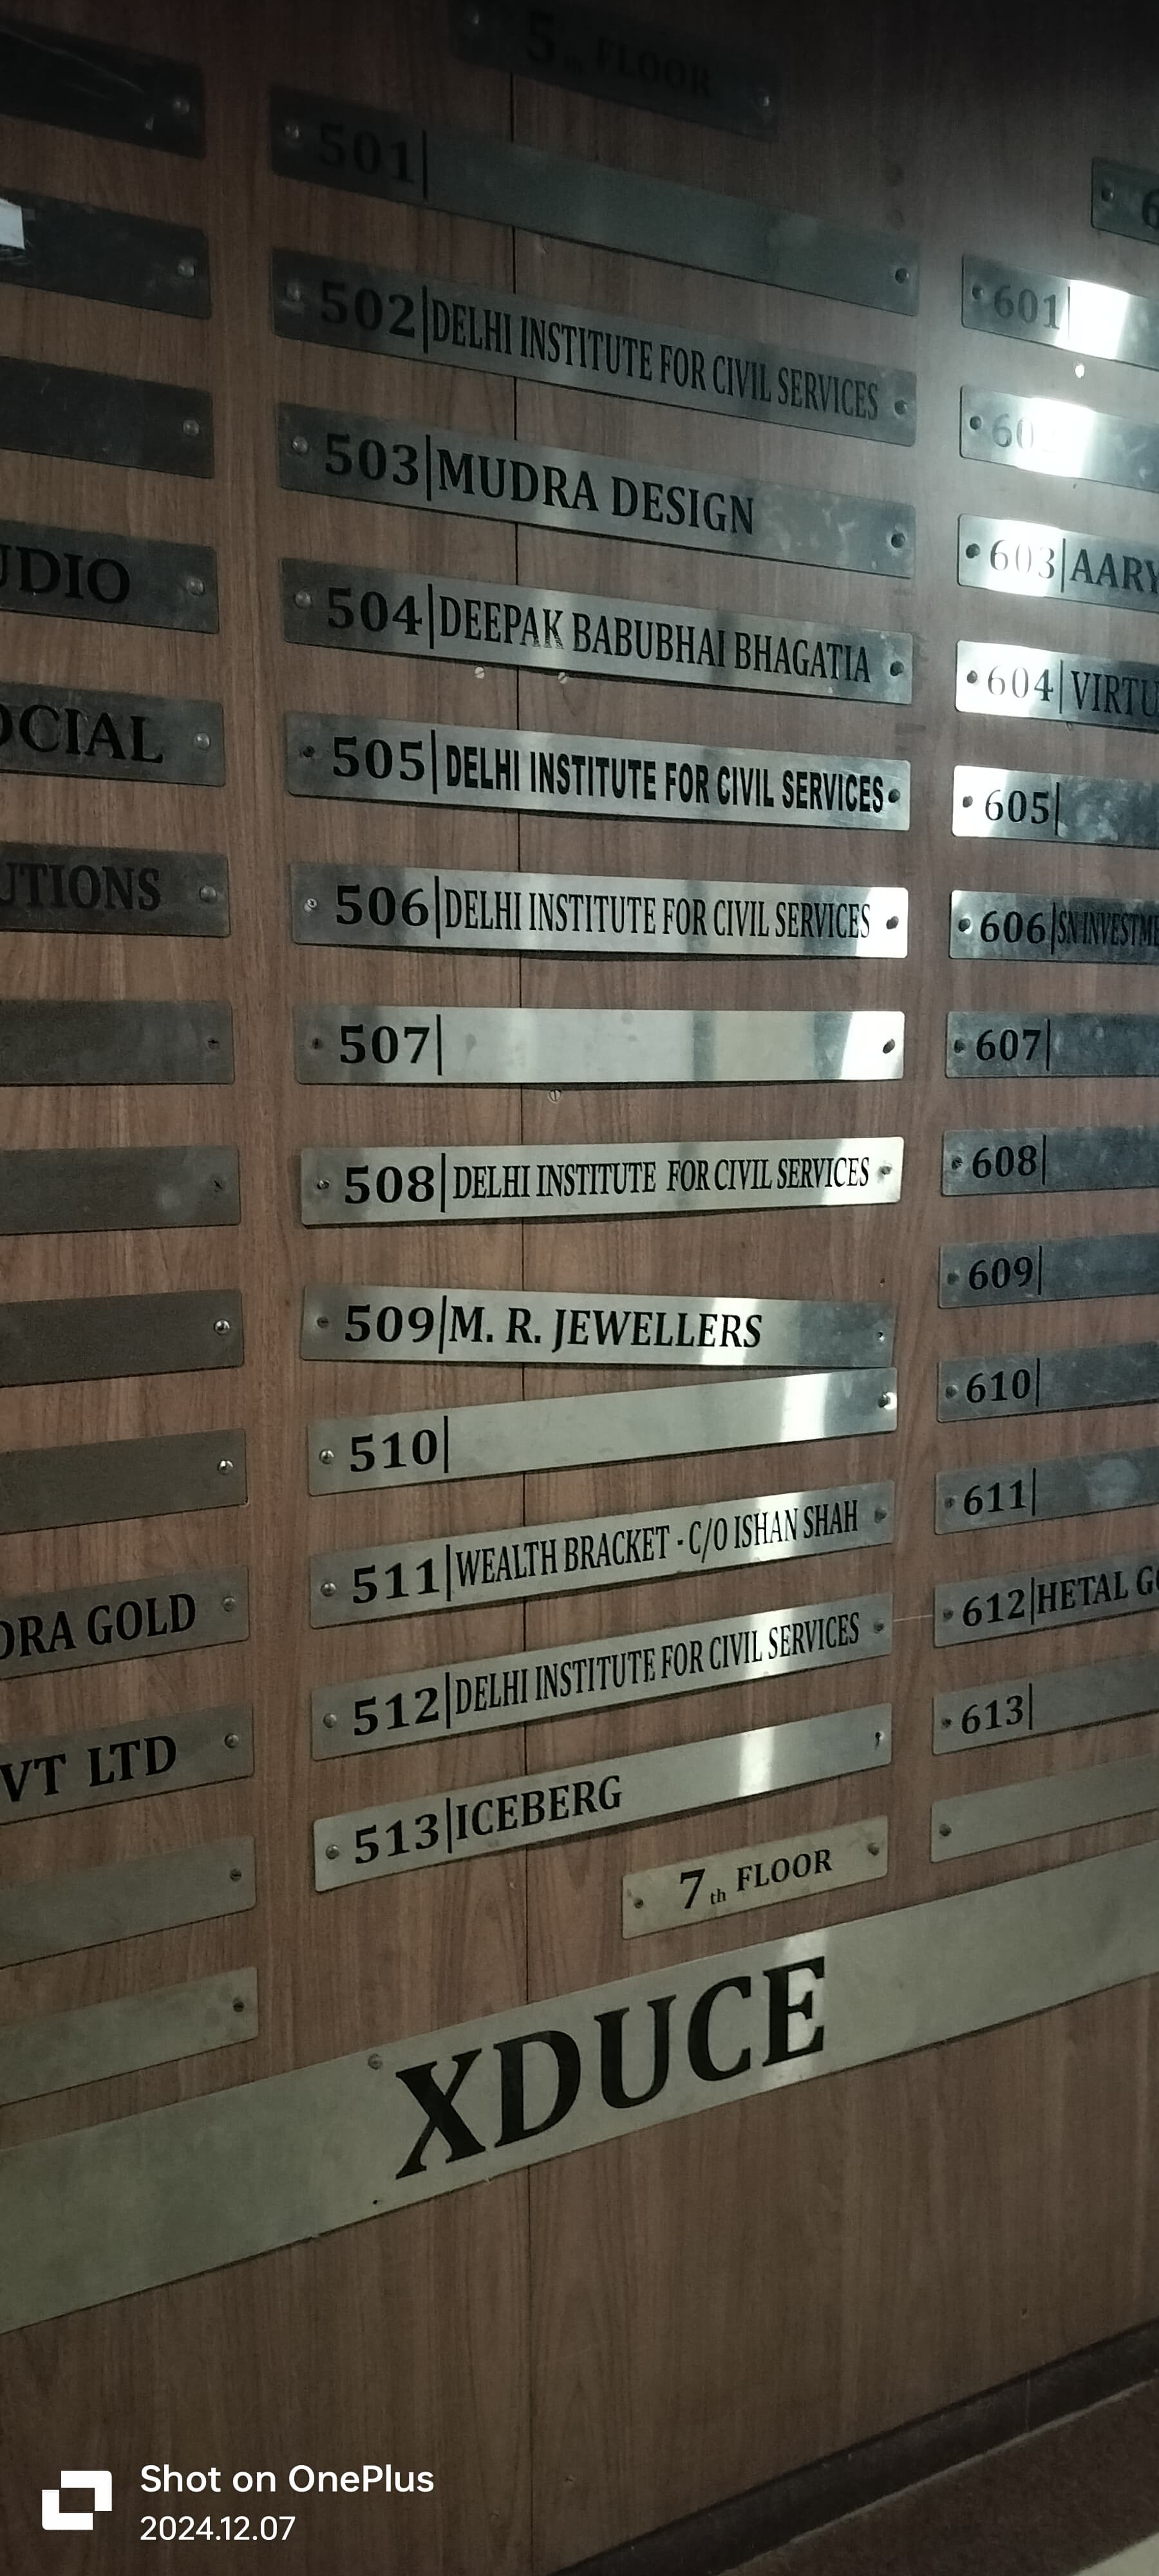 UDIO
OCIAL
UTIONS
DRA GOLD
VT LTD
5th FLOOR
501|
502|DELHI INSTITUTE FOR CIVIL SERVICES
503|MUDRA DESIGN
504|DEEPAK BABUBHAI BHAGATIA
505|DELHI INSTITUTE FOR CIVIL SERVICES
506|DELHI INSTITUTE FOR CIVIL SERVICES
507|
508|DELHI INSTITUTE FOR CIVIL SERVICES
509|M. R. JEWELLERS
510|
511|WEALTH BRACKET - C/O ISHAN SHAH
512|DELHI INSTITUTE FOR CIVIL SERVICES
513|ICEBERG
6
601|
603|AARY
604|VIRTU
605|
606|SN INVESTME
607|
608|
609|
610|
611|
612|HETAL G
613|
7th FLOOR
XDUCE
Shot on OnePlus
2024.12.07